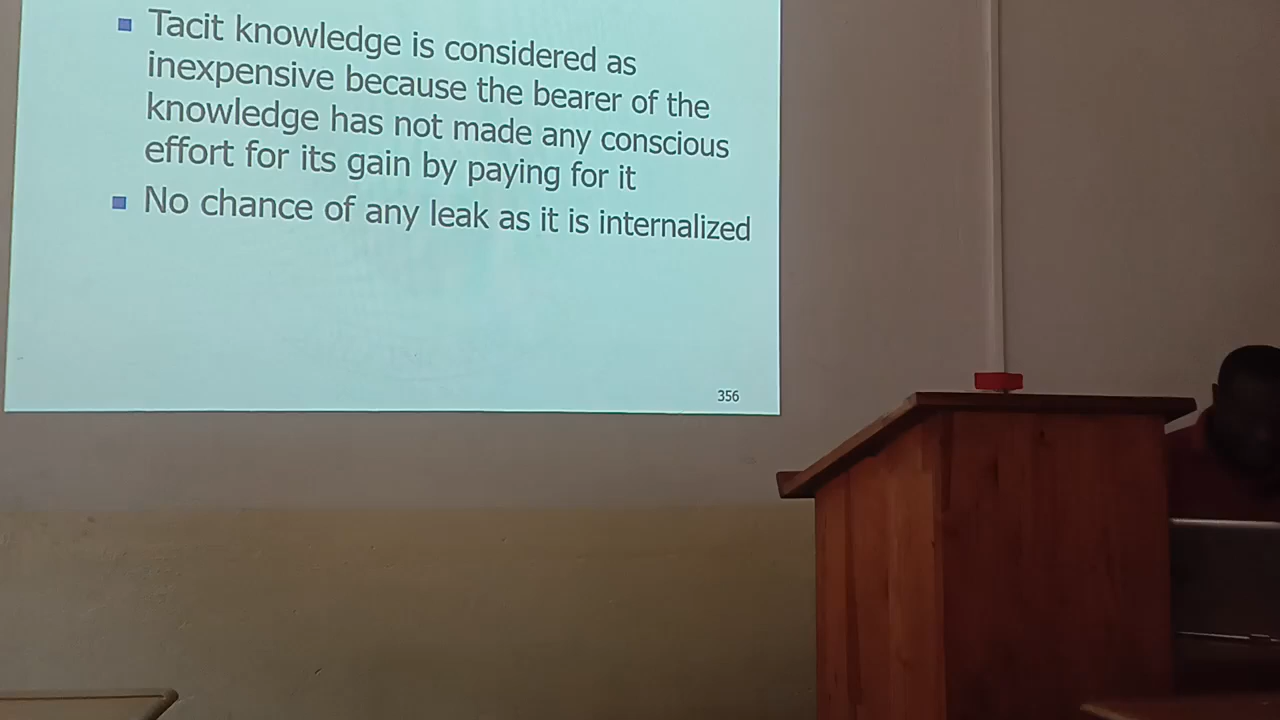 Tacit knowledge is considered as
inexpensive because the bearer of the
knowledge has not made any conscious
effort for its gain by paying for it
No chance of any leak as it is internalized
356